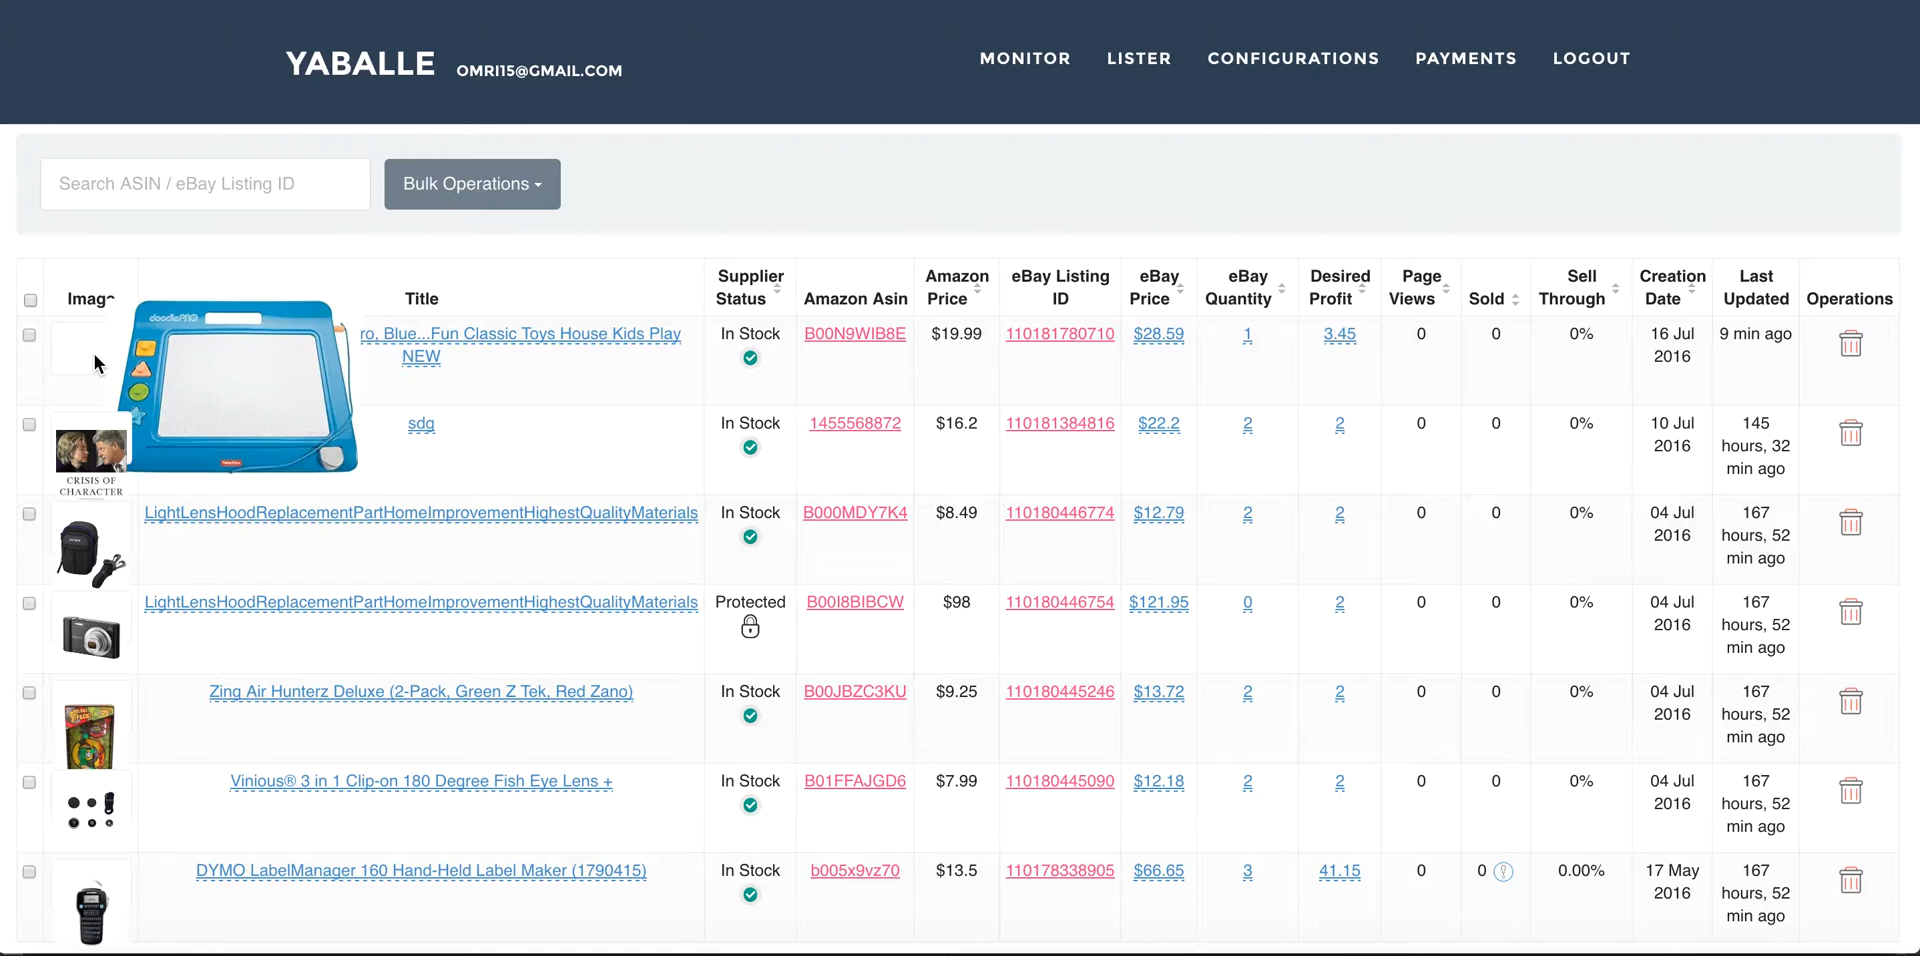 YABALLE OMRI15@GMAIL.COM MONITOR LISTER CONFIGURATIONS PAYMENTS LOGOUT
Search ASIN / eBay Listing ID Bulk Operations
Image Title Supplier Status Amazon Asin Amazon Price eBay Listing ID eBay Price eBay Quantity Desired Profit Page Views Sold Sell Through Creation Date Last Updated Operations
doodlePRO
Fisher-Price
ro, Blue...Fun Classic Toys House Kids Play NEW In Stock B00N9WIB8E $19.99 110181780710 $28.59 1 3.45 0 0 0% 16 Jul 2016 9 min ago
CRISIS OF
CHARACTER
sdg In Stock 1455568872 $16.2 110181384816 $22.2 2 2 0 0 0% 10 Jul 2016 145 hours, 32 min ago
LightLensHoodReplacementPartHomeImprovementHighestQualityMaterials In Stock B000MDY7K4 $8.49 110180446774 $12.79 2 2 0 0 0% 04 Jul 2016 167 hours, 52 min ago
LightLensHoodReplacementPartHomeImprovementHighestQualityMaterials Protected B00I8BIBCW $98 110180446754 $121.95 0 2 0 0 0% 04 Jul 2016 167 hours, 52 min ago
Zing Air Hunterz Deluxe (2-Pack, Green Z Tek, Red Zano) In Stock B00JBZC3KU $9.25 110180445246 $13.72 2 2 0 0 0% 04 Jul 2016 167 hours, 52 min ago
Vinious® 3 in 1 Clip-on 180 Degree Fish Eye Lens + In Stock B01FFAJGD6 $7.99 110180445090 $12.18 2 2 0 0 0% 04 Jul 2016 167 hours, 52 min ago
DYMO LabelManager 160 Hand-Held Label Maker (1790415) In Stock b005x9vz70 $13.5 110178338905 $66.65 3 41.15 0 0 0.00% 17 May 2016 167 hours, 52 min ago